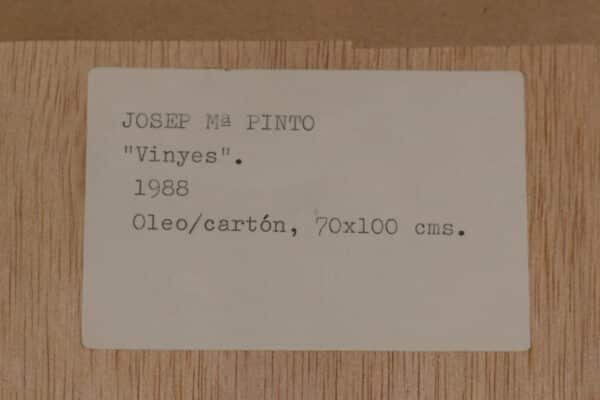 JOSEP Mª PINTO
"Vinyes".
1988
Oleo/cartón, 70x100 cms.